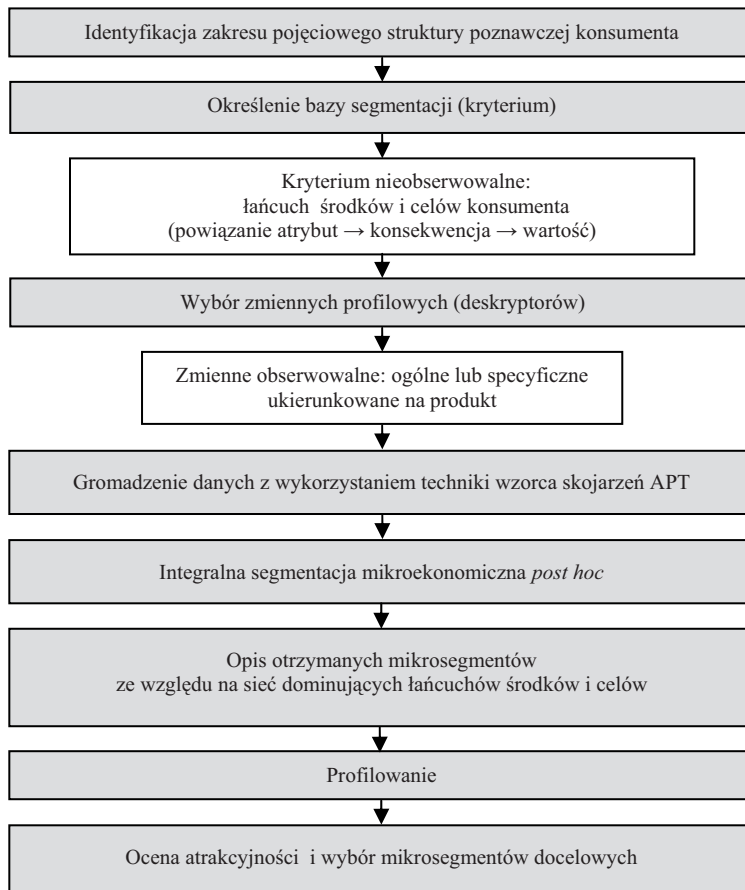 Identyfikacja zakresu pojęciowego struktury poznawczej konsumenta
Określenie bazy segmentacji (kryterium)
Kryterium nieobserwowalne:
łańcuch środków i celów konsumenta
(powiązanie atrybut → konsekwencja → wartość)
Wybór zmiennych profilowych (deskryptorów)
Zmienne obserwowalne: ogólne lub specyficzne
ukierunkowane na produkt
Gromadzenie danych z wykorzystaniem techniki wzorca skojarzeń APT
Integralna segmentacja mikroekonomiczna post hoc
Opis otrzymanych mikrosegmentów
ze względu na sieć dominujących łańcuchów środków i celów
Profilowanie
Ocena atrakcyjności i wybór mikrosegmentów docelowych